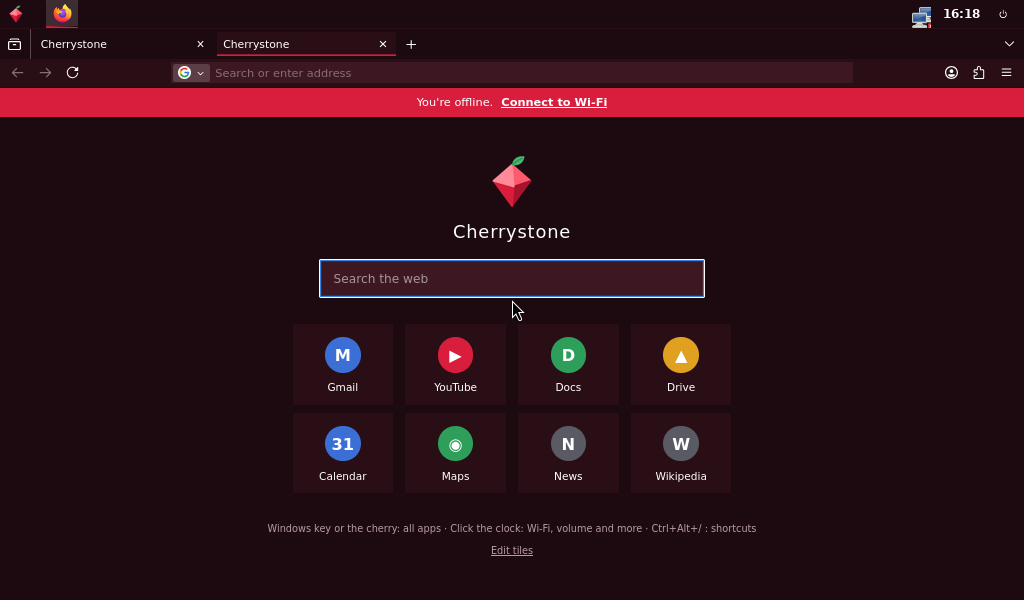 16:18
Cherrystone
Cherrystone
Search or enter address
You're offline. Connect to Wi-Fi
Cherrystone
Search the web
M
D
Gmail
YouTube
Docs
Drive
31
N
W
Calendar
Maps
News
Wikipedia
Windows key or the cherry: all apps · Click the clock: Wi-Fi, volume and more · Ctrl+Alt+/ : shortcuts
Edit tiles